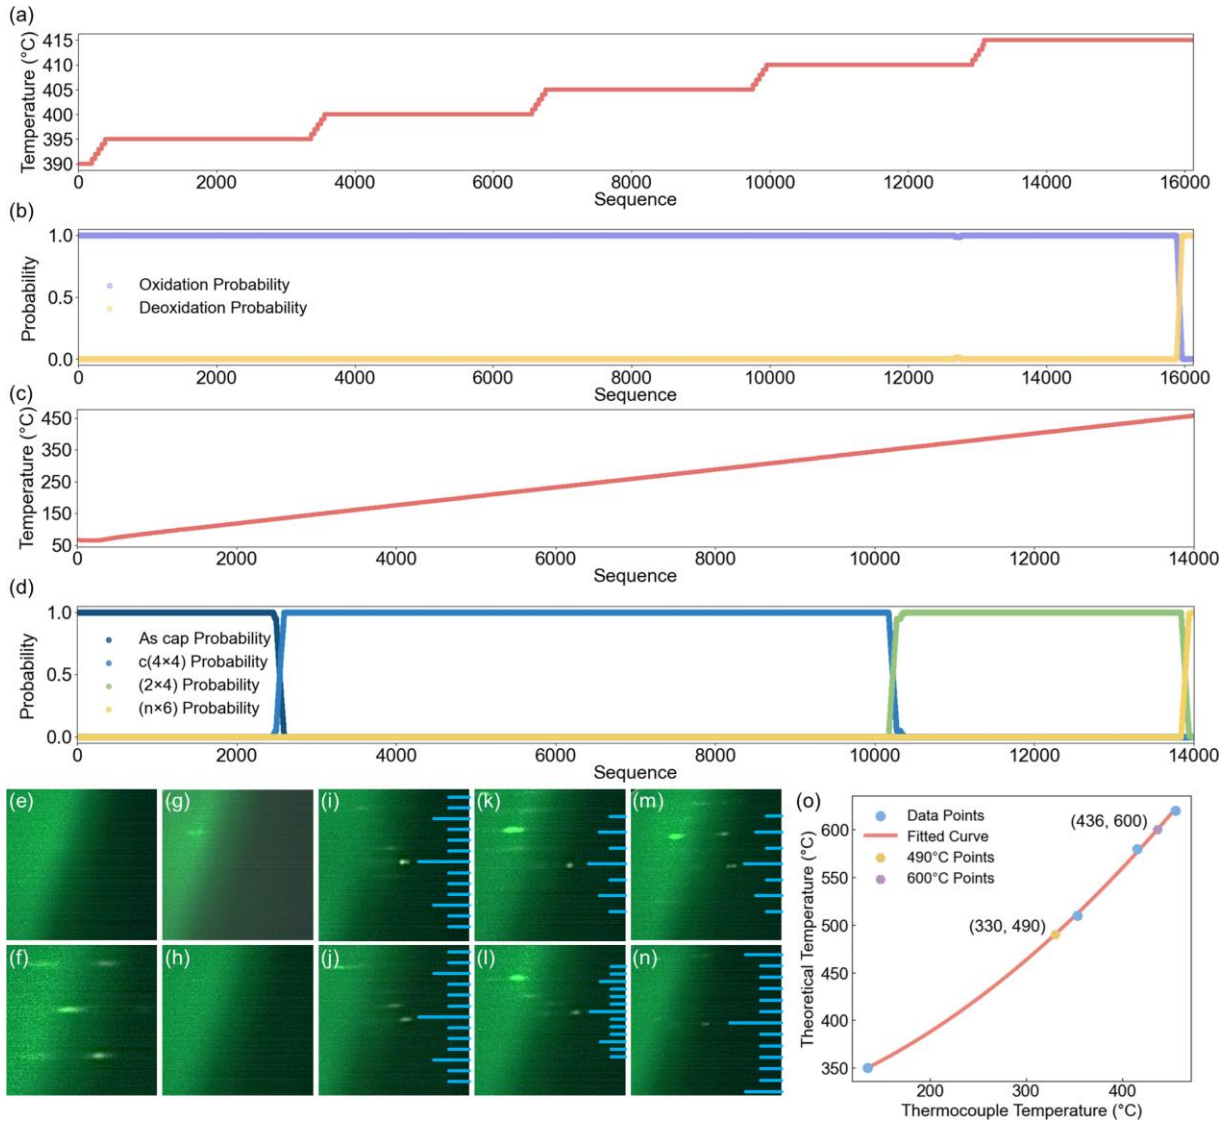 (a)
Temperature (°C)
415
410
405
400
395
390
0 2000 4000 6000 8000 10000 12000 14000 16000
Sequence
(b)
Probability
1.0
0.5
0.0
Oxidation Probability
Deoxidation Probability
0 2000 4000 6000 8000 10000 12000 14000 16000
Sequence
(c)
Temperature (°C)
450
350
250
150
50
0 2000 4000 6000 8000 10000 12000 14000
Sequence
(d)
Probability
1.0
0.5
0.0
As cap Probability
c(4×4) Probability
(2×4) Probability
(n×6) Probability
0 2000 4000 6000 8000 10000 12000 14000
Sequence
(e) (g) (i) (k) (m)
(f) (h) (j) (l) (n)
(o)
Theoretical Temperature (°C)
600
550
500
450
400
350
Data Points
Fitted Curve
490°C Points
600°C Points
(436, 600)
(330, 490)
200 300 400
Thermocouple Temperature (°C)